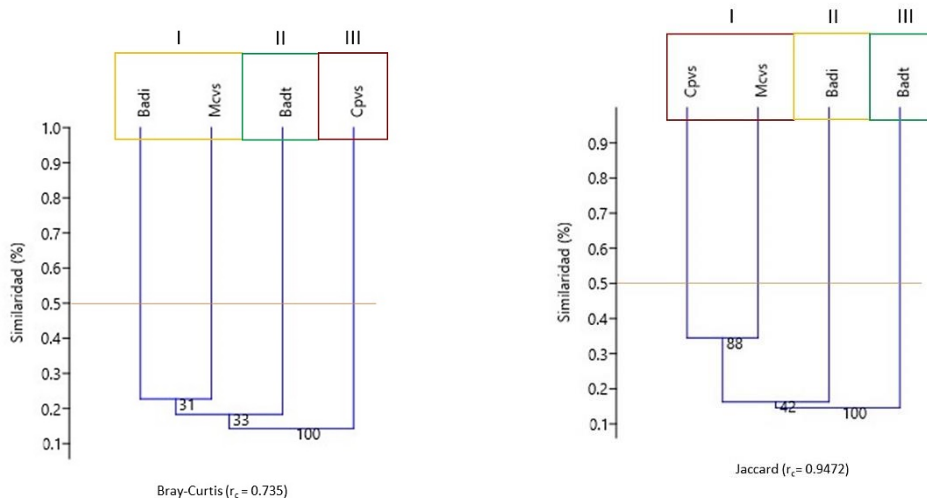 I II III
Badi
Mcvs
Badt
Cpvs
1.0
0.9
0.8
0.7
0.6
0.5
0.4
0.3
0.2
0.1
Similaridad (%)
31
33
100
Bray-Curtis (rc = 0.735)
I II III
Cpvs
Mcvs
Badi
Badt
0.9
0.8
0.7
0.6
0.5
0.4
0.3
0.2
0.1
Similaridad (%)
88
42
100
Jaccard (rc= 0.9472)